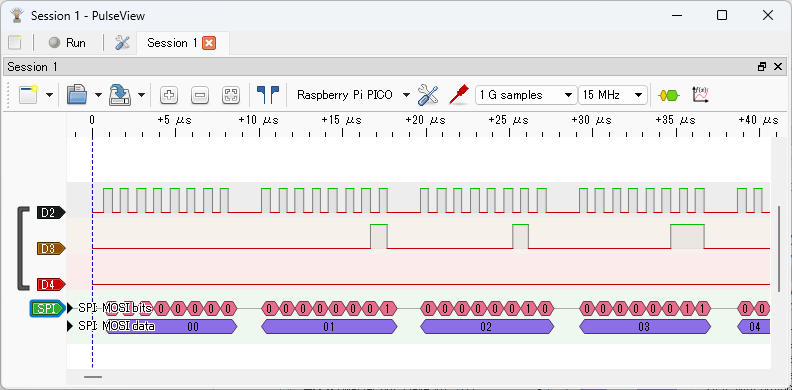 Session 1 - PulseView
Run
Session 1
Session 1
Raspberry Pi PICO
1 G samples
15 MHz
f(x)
0 +5 μs +10 μs +15 μs +20 μs +25 μs +30 μs +35 μs +40 μs
D2
D3
D4
SPI SPI: MOSI bits 0 0 0 0 0 0 0 0 0 0 0 0 0 1 0 0 0 0 0 0 1 0 0 0 0 0 0 0 1 1 0 0
SPI: MOSI data 00 01 02 03 04